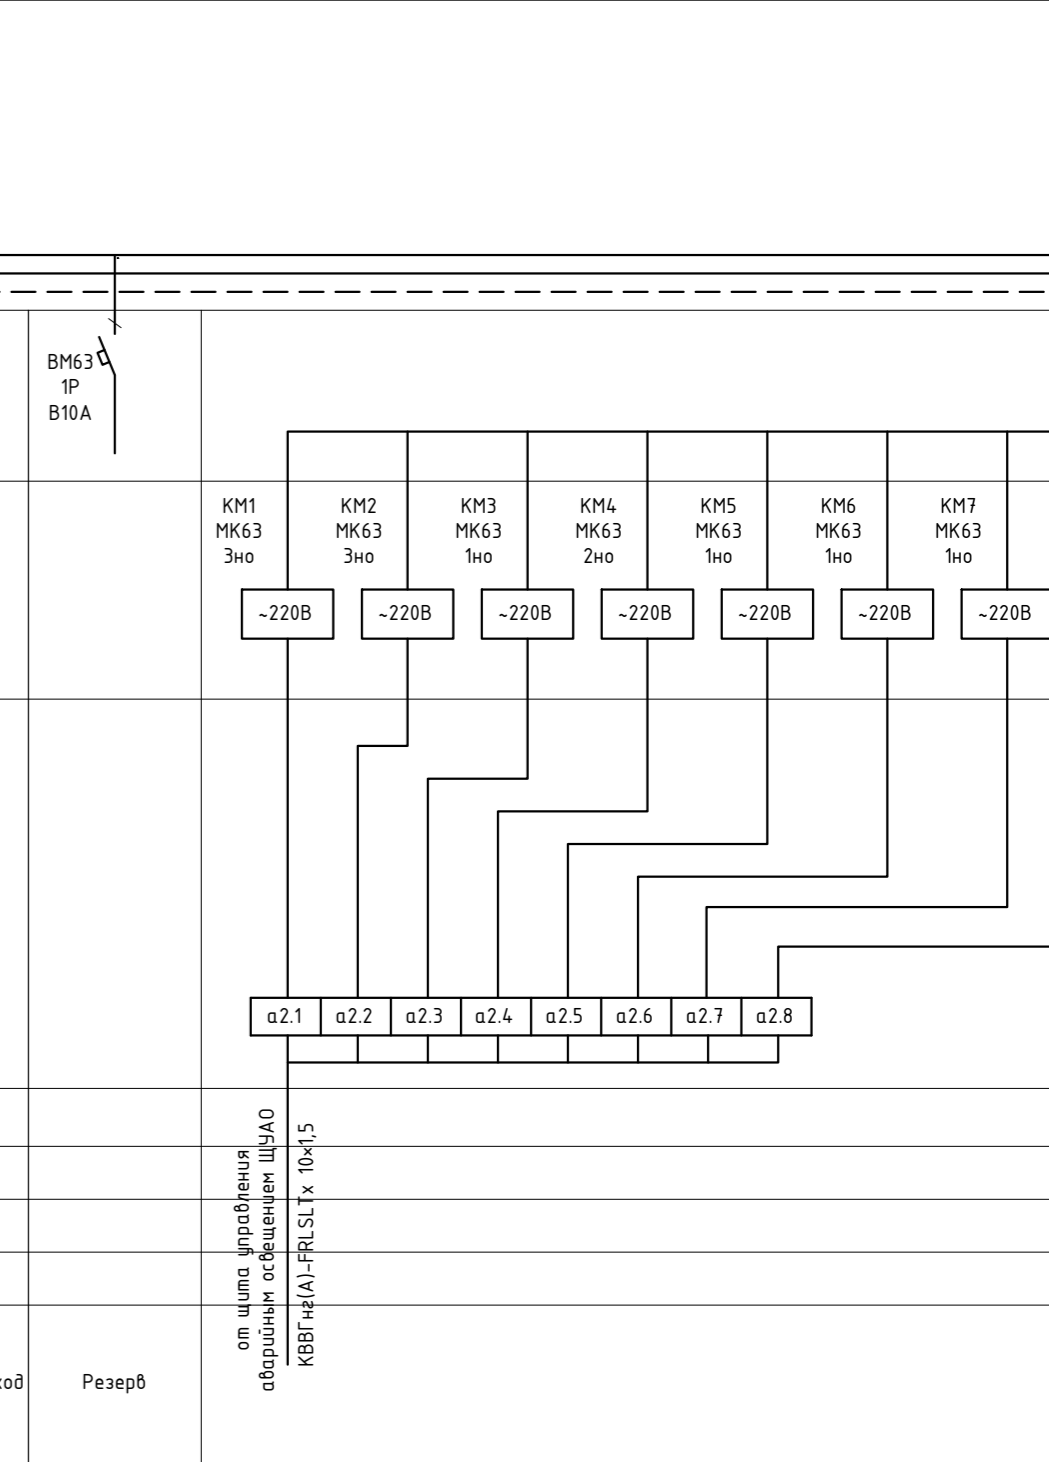 ВМ63
1Р
В10А
КМ1
МК63
3но
КМ2
МК63
3но
КМ3
МК63
1но
КМ4
МК63
2но
КМ5
МК63
1но
КМ6
МК63
1но
КМ7
МК63
1но
~220В
~220В
~220В
~220В
~220В
~220В
~220В
а2.1
а2.2
а2.3
а2.4
а2.5
а2.6
а2.7
а2.8
от щита управления
аварийным освещением ЩУАО
КВВГнг(А)-FRLSLTx 10×1,5
Резерв